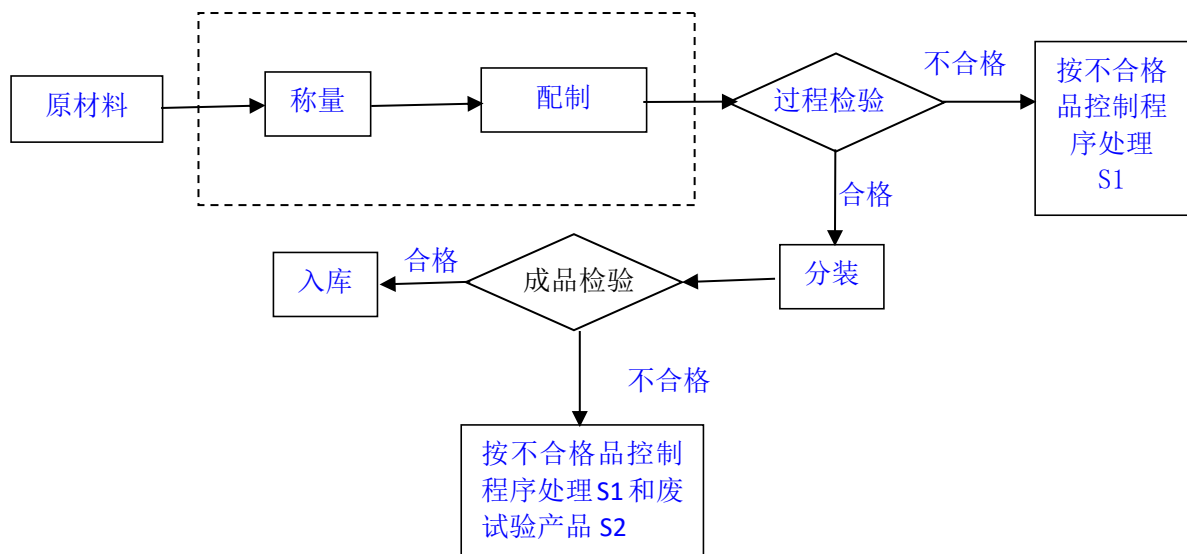 原材料
称量
配制
过程检验
不合格
按不合格
品控制程
序处理
S1
合格
分装
成品检验
合格
入库
不合格
按不合格品控制
程序处理S1和废
试验产品 S2